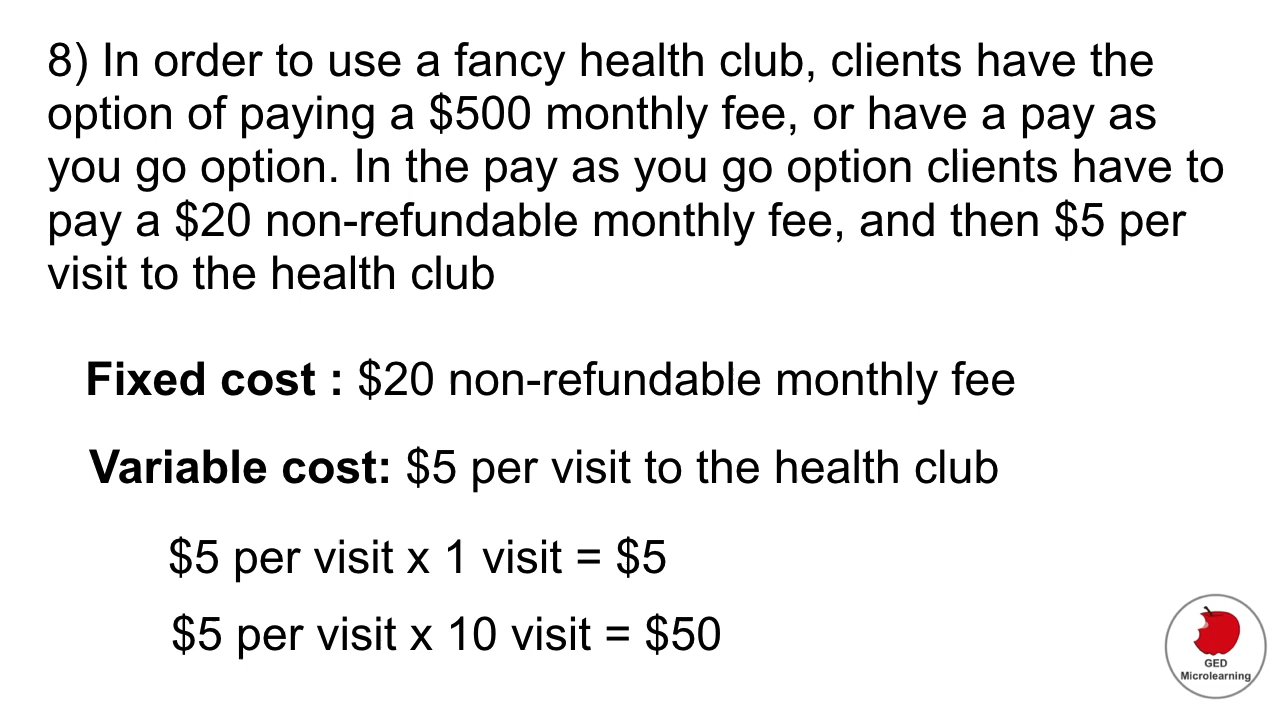 8) In order to use a fancy health club, clients have the
option of paying a $500 monthly fee, or have a pay as
you go option. In the pay as you go option clients have to
pay a $20 non-refundable monthly fee, and then $5 per
visit to the health club
Fixed cost : $20 non-refundable monthly fee
Variable cost: $5 per visit to the health club
$5 per visit x 1 visit = $5
$5 per visit x 10 visit = $50
GED
Microlearning